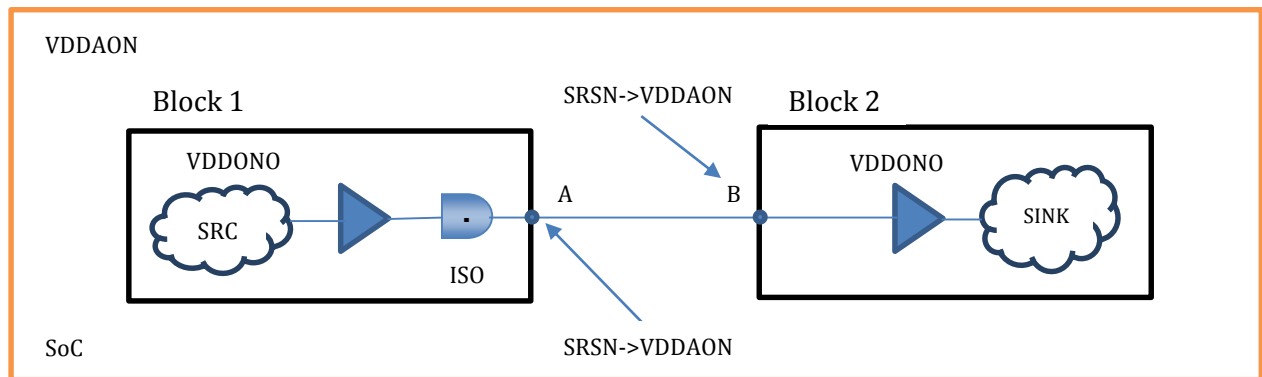 VDDAON
SRSN->VDDAON
Block 1
Block 2
VDDONO
VDDONO
A
B
SRC
SINK
ISO
SoC
SRSN->VDDAON